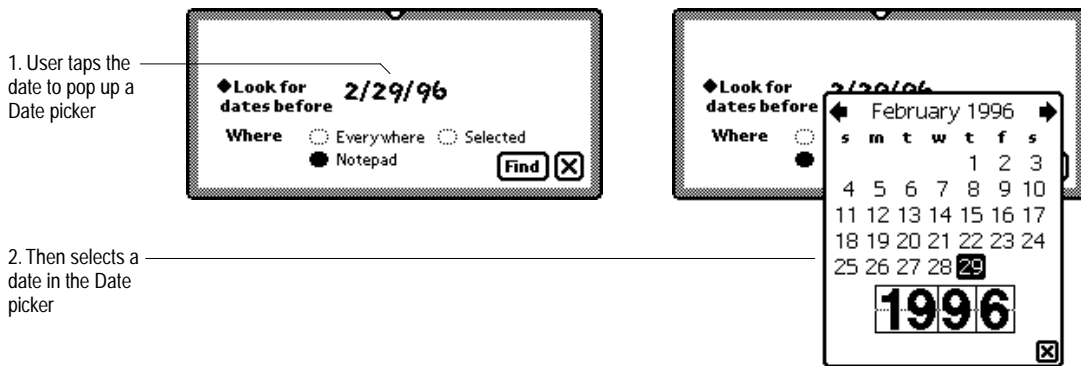 1. User taps the
date to pop up a
Date picker
◆Look for
dates before
2/29/96
Where
Everywhere
Selected
Notepad
Find
2. Then selects a
date in the Date
picker
◆Look for
dates before
2/29/96
Where
February 1996
s m t w t f s
1 2 3
4 5 6 7 8 9 10
11 12 13 14 15 16 17
18 19 20 21 22 23 24
25 26 27 28 29
1996